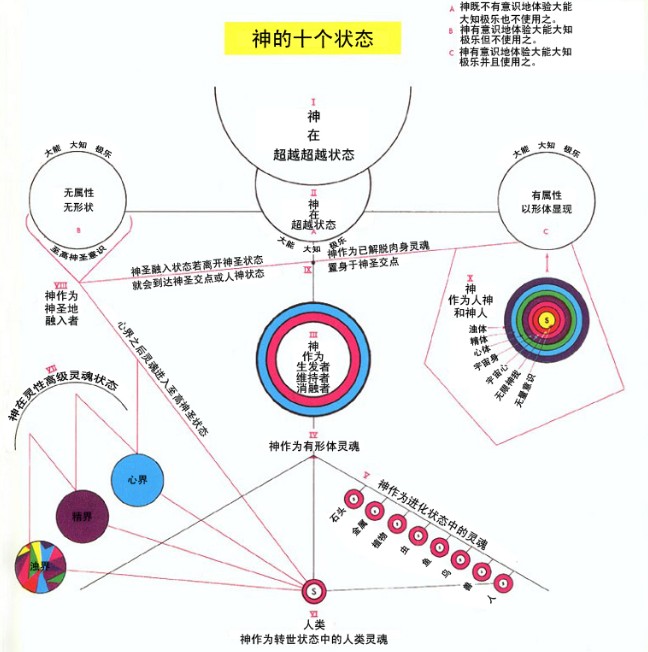 A 神既不有意识地体验大能
大知极乐也不使用之。
B 神有意识地体验大能大知
极乐但不使用之。
C 神有意识地体验大能大知
极乐并且使用之。
神的十个状态
I
神
在
超越超越状态
II
神
在
超越状态
A
大能 大知 极乐
大能 大知 极乐
无属性
无形状
B
至高神圣意识
大能 大知 极乐
有属性
以形体显现
C
神圣融入状态若离开神圣状态
就会到达神圣交点或人神状态
神作为已解脱肉身灵魂
置身于神圣交点
IX
VIII
神作为
神圣地
融入者
X
神
作为人神
和神人
S
浊体
精体
心体
宇宙身
宇宙心
无限神我
无量意识
III
神
作为
生发者
维持者
消融者
心界之后灵魂进入至高神圣状态
VII
神在灵性高级灵魂状态
IV
神作为有形体灵魂
心界
精界
浊界
V
神作为进化状态中的灵魂
石头
金属
植物
虫
鱼
鸟
兽
人
S
VI
人类
神作为转世状态中的人类灵魂